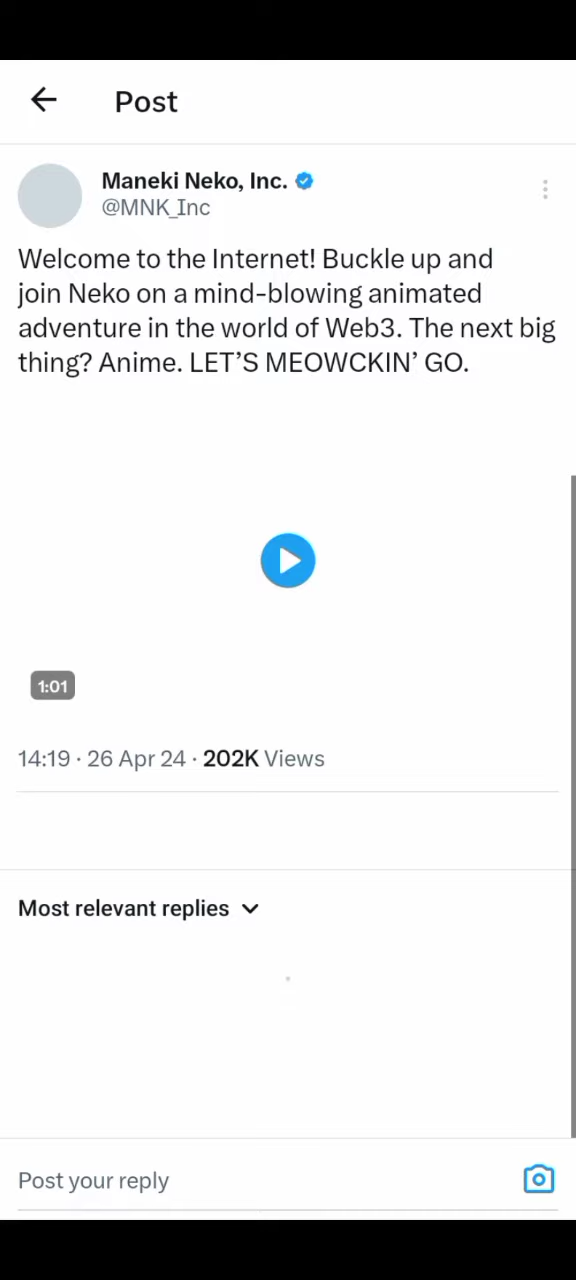 Post
Maneki Neko, Inc.
@MNK_Inc
Welcome to the Internet! Buckle up and
join Neko on a mind-blowing animated
adventure in the world of Web3. The next big
thing? Anime. LET’S MEOWCKIN’ GO.
1:01
14:19 · 26 Apr 24 · 202K Views
Most relevant replies
Post your reply